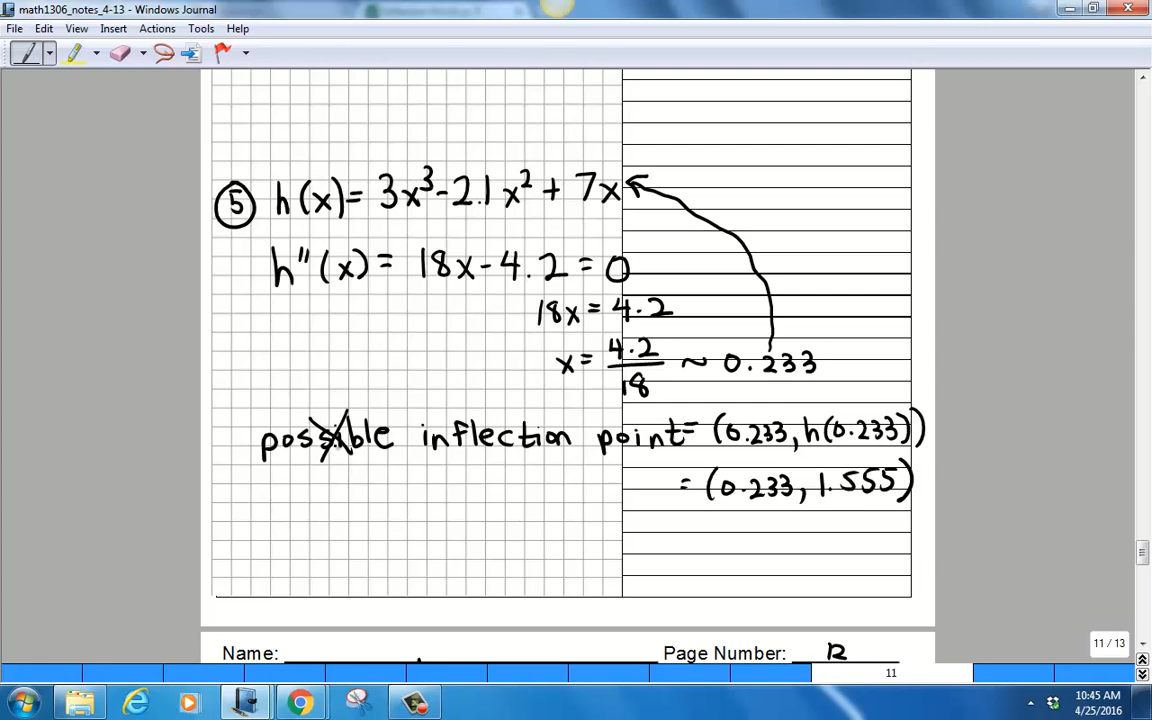 math1306_notes_4-13 - Windows Journal
File Edit View Insert Actions Tools Help
⑤ h(x)= 3x³-2.1x² + 7x
h"(x) = 18x-4.2 = 0
18x = 4.2
x = 4.2/18 ~ 0.233
possible inflection point = (0.233, h(0.233))
= (0.233, 1.555)
11 / 13
Name: Page Number: 12
11
10:45 AM
4/25/2016